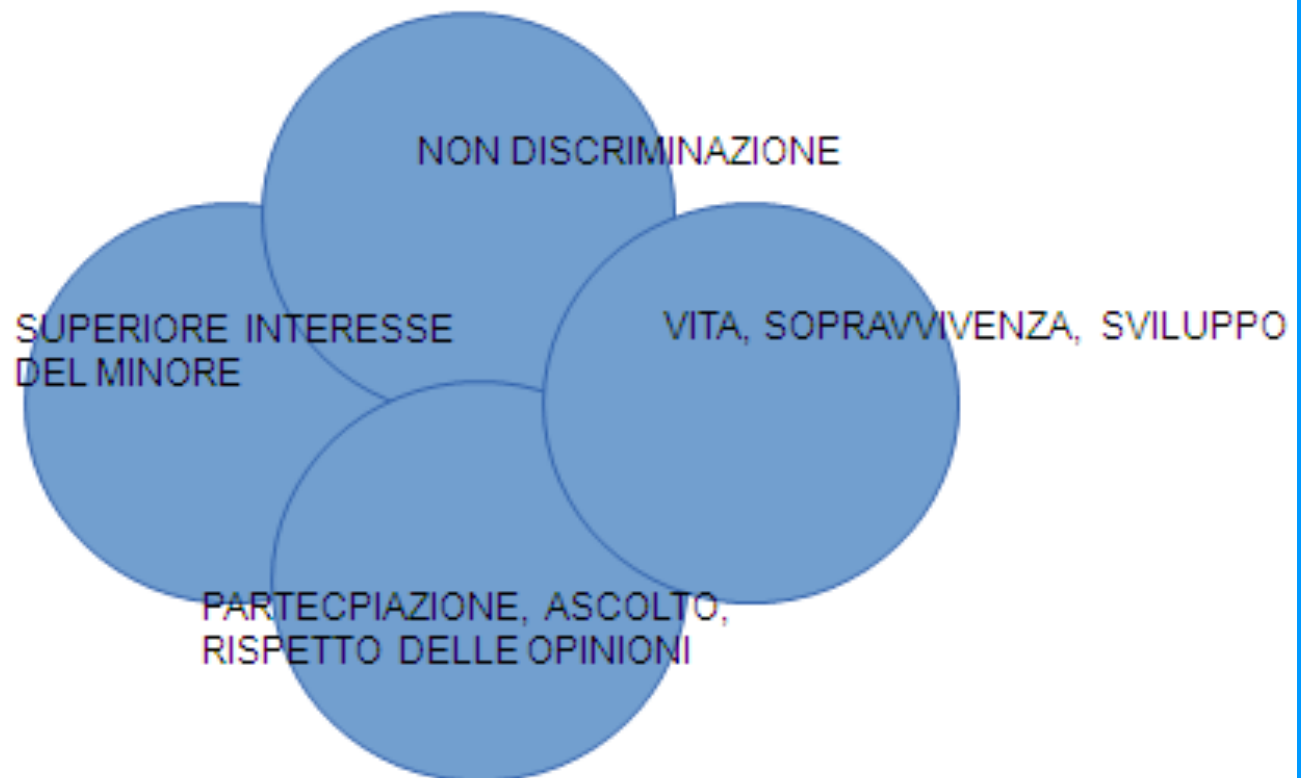 NON DISCRIMINAZIONE
SUPERIORE INTERESSE
DEL MINORE
VITA, SOPRAVVIVENZA, SVILUPPO
PARTECPIAZIONE, ASCOLTO,
RISPETTO DELLE OPINIONI